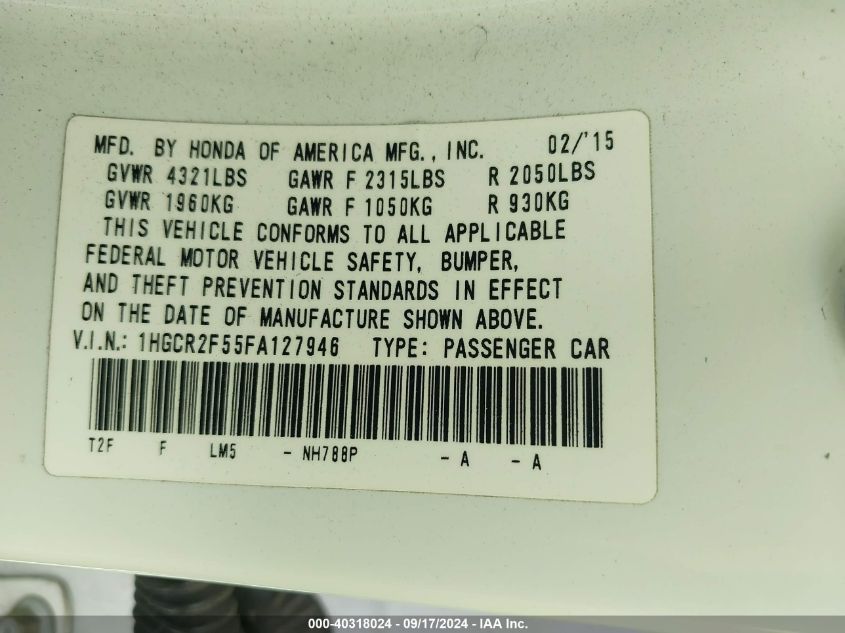 MFD. BY HONDA OF AMERICA MFG., INC. 02/'15
GVWR 4321LBS GAWR F 2315LBS R 2050LBS
GVWR 1960KG GAWR F 1050KG R 930KG
THIS VEHICLE CONFORMS TO ALL APPLICABLE
FEDERAL MOTOR VEHICLE SAFETY, BUMPER,
AND THEFT PREVENTION STANDARDS IN EFFECT
ON THE DATE OF MANUFACTURE SHOWN ABOVE.
V.I.N.: 1HGCR2F55FA127946 TYPE: PASSENGER CAR
T2F F LM5 - NH788P - A - A
000-40318024 - 09/17/2024 - IAA Inc.